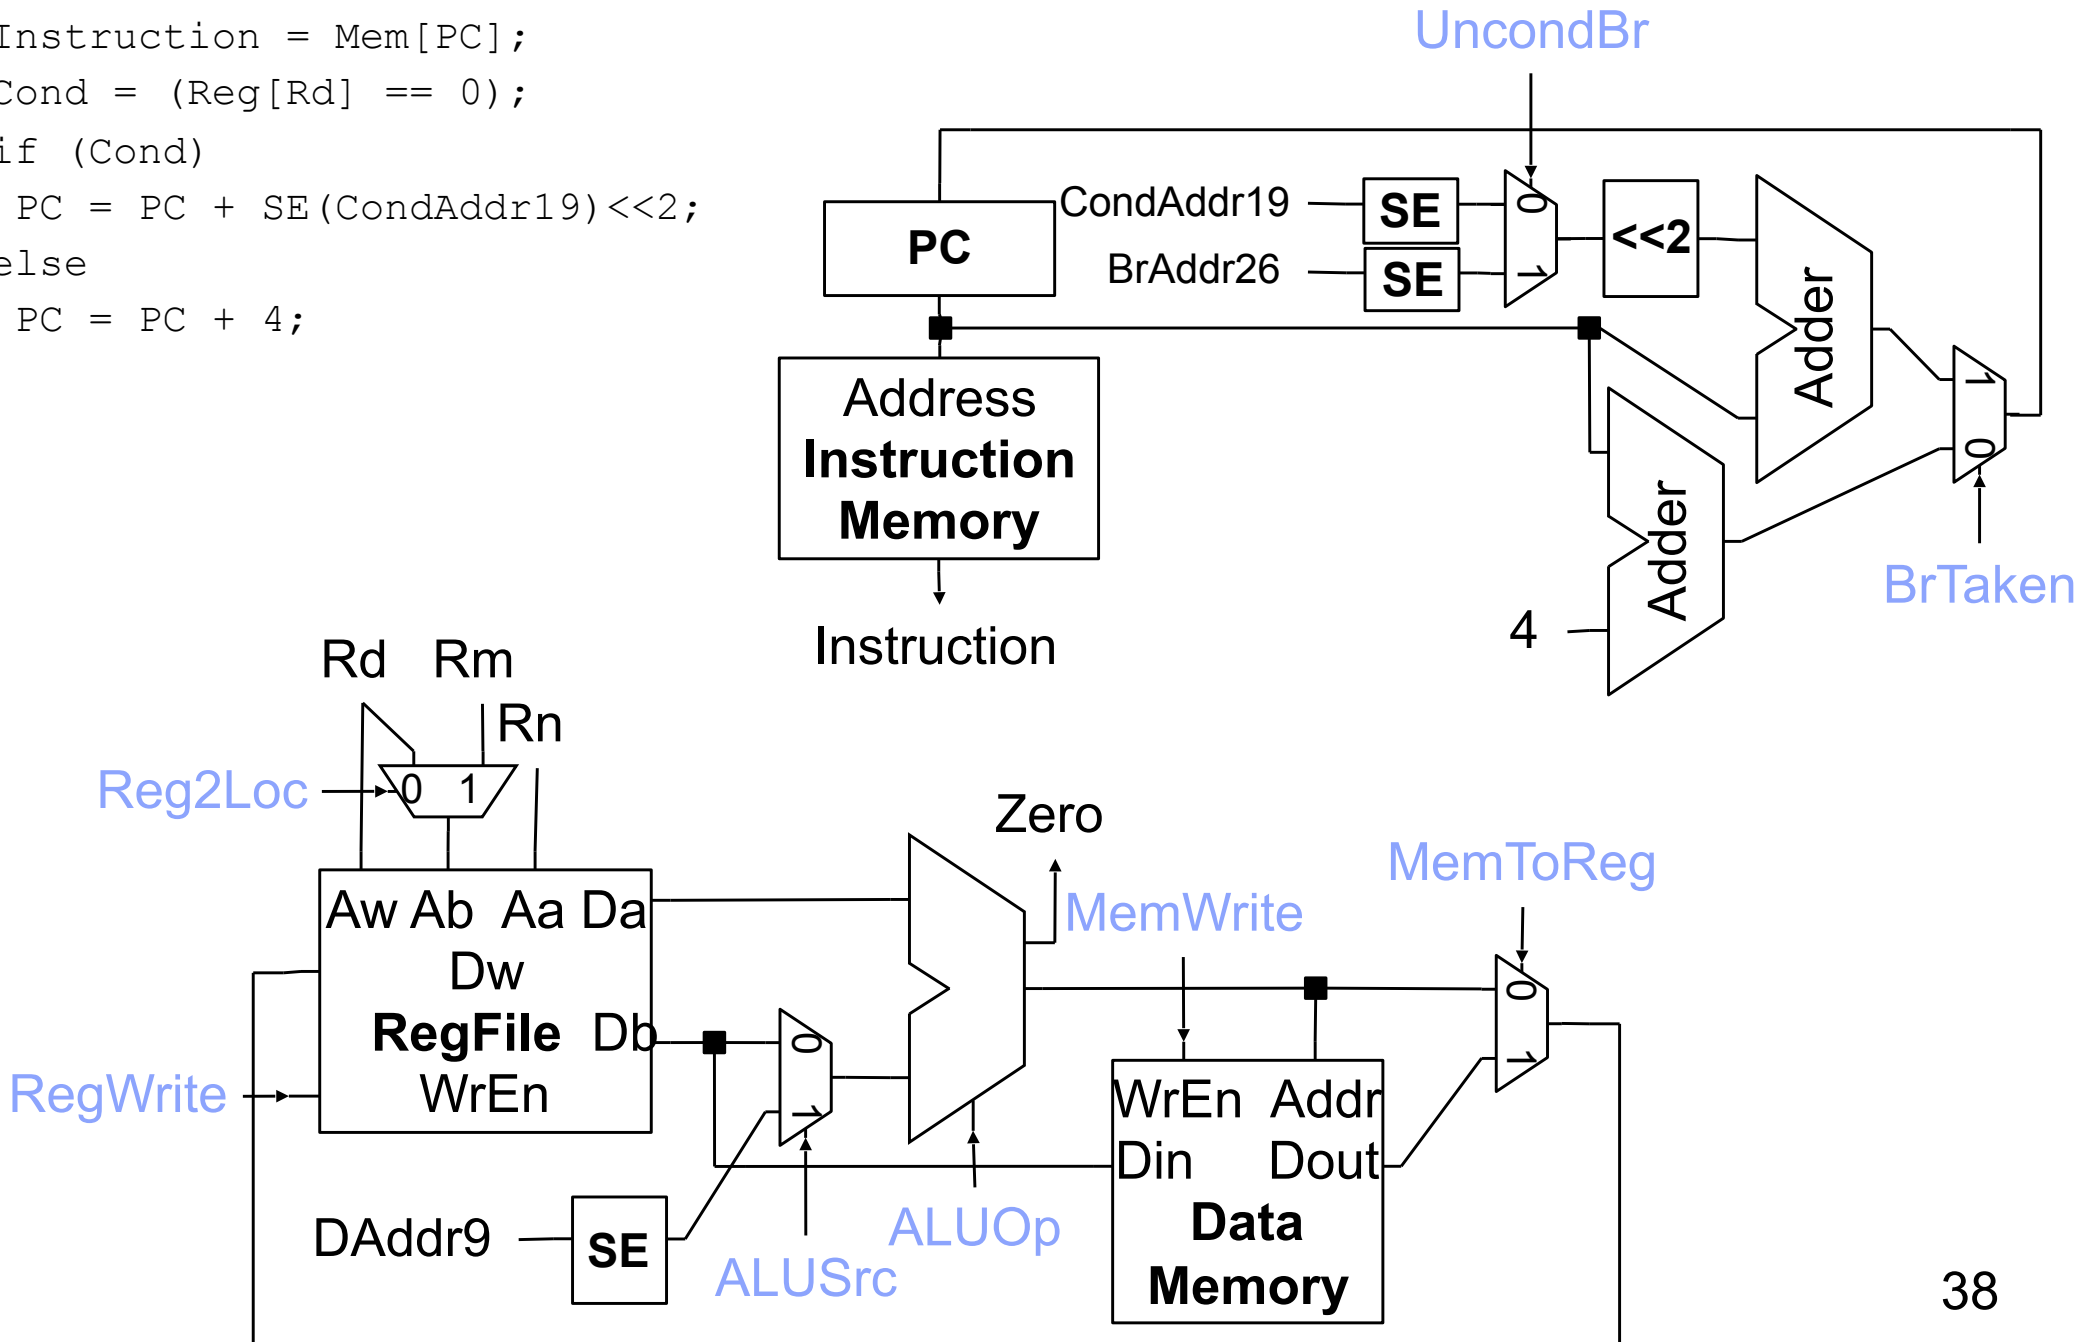 Instruction = Mem[PC];
Cond = (Reg[Rd] == 0);
if (Cond)
PC = PC + SE(CondAddr19)<<2;
else
PC = PC + 4;
UncondBr
CondAddr19
SE
0
<<2
BrAddr26
SE
1
PC
Adder
1
0
Address
Instruction
Memory
Adder
BrTaken
4
Instruction
Rd Rm
Rn
Reg2Loc
0 1
Zero
MemToReg
MemWrite
Aw Ab Aa Da
Dw
RegFile Db
WrEn
RegWrite
0
1
0
1
WrEn Addr
Din Dout
Data
Memory
DAddr9
SE
ALUSrc
ALUOp
38